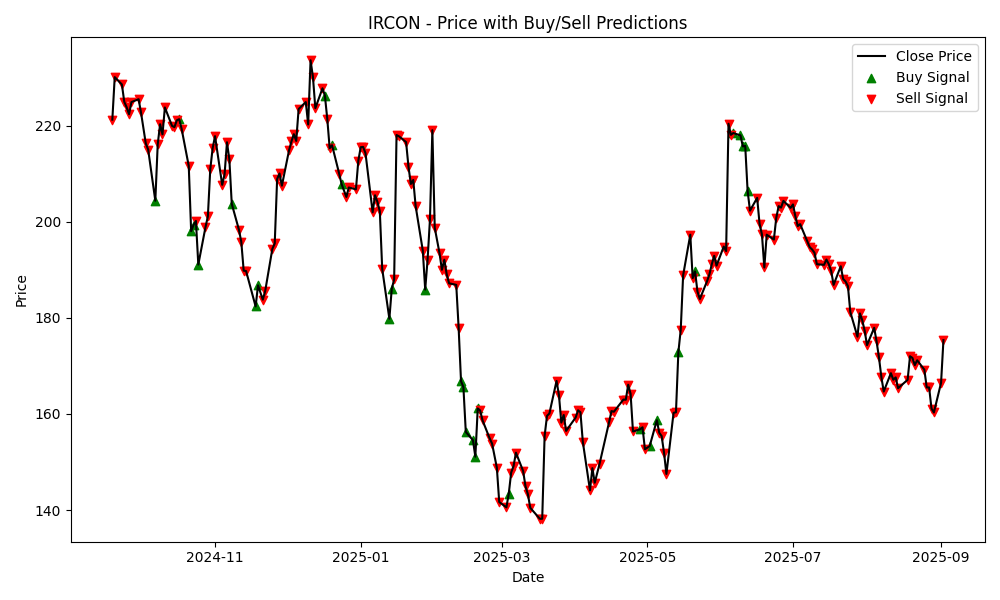 IRCON - Price with Buy/Sell Predictions
Close Price
Buy Signal
Sell Signal
Price
220
200
180
160
140
2024-11
2025-01
2025-03
2025-05
2025-07
2025-09
Date